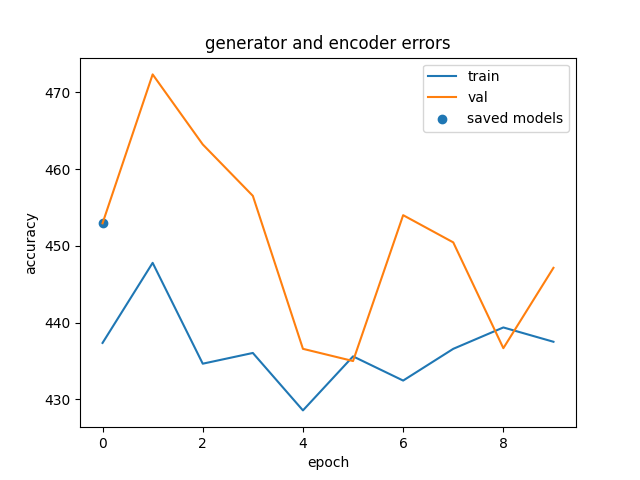 generator and encoder errors
train
val
saved models
470
460
450
440
430
accuracy
0
2
4
6
8
epoch